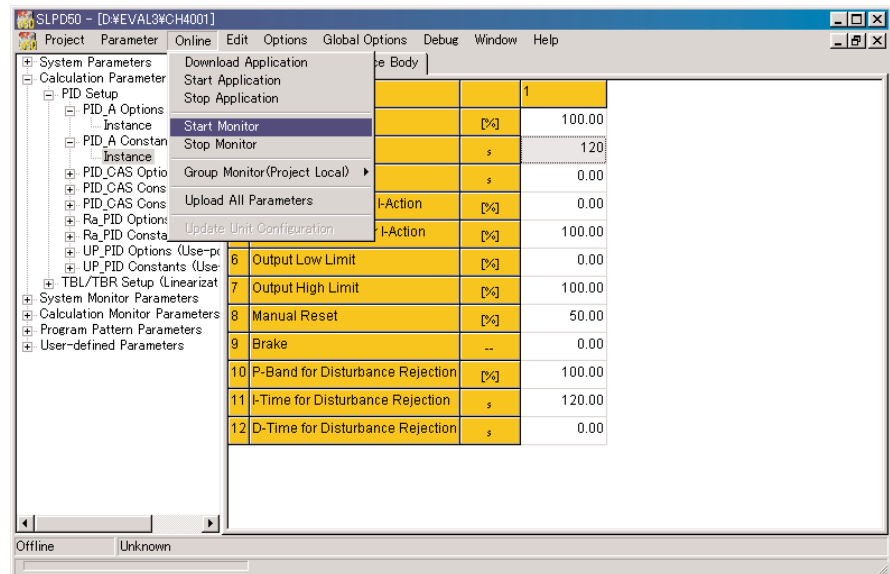 SLPD50 - [D:¥EVAL3¥CH4001]
Project Parameter Online Edit Options Global Options Debug Window Help
System Parameters
Calculation Parameter
PID Setup
PID_A Options
Instance
PID_A Constan
Instance
PID_CAS Optio
PID_CAS Cons
PID_CAS Cons
Ra_PID Options
Ra_PID Consta
UP_PID Options (Use-po
UP_PID Constants (Use-
TBL/TBR Setup (Linearizat
System Monitor Parameters
Calculation Monitor Parameters
Program Pattern Parameters
User-defined Parameters
Download Application
Start Application
Stop Application
Start Monitor
Stop Monitor
Group Monitor(Project Local)
Upload All Parameters
Update Unit Configuration
ce Body
1
[%] 100.00
s 120
s 0.00
I-Action [%] 0.00
I-Action [%] 100.00
6 Output Low Limit [%] 0.00
7 Output High Limit [%] 100.00
8 Manual Reset [%] 50.00
9 Brake -- 0.00
10 P-Band for Disturbance Rejection [%] 100.00
11 I-Time for Disturbance Rejection s 120.00
12 D-Time for Disturbance Rejection s 0.00
Offline Unknown